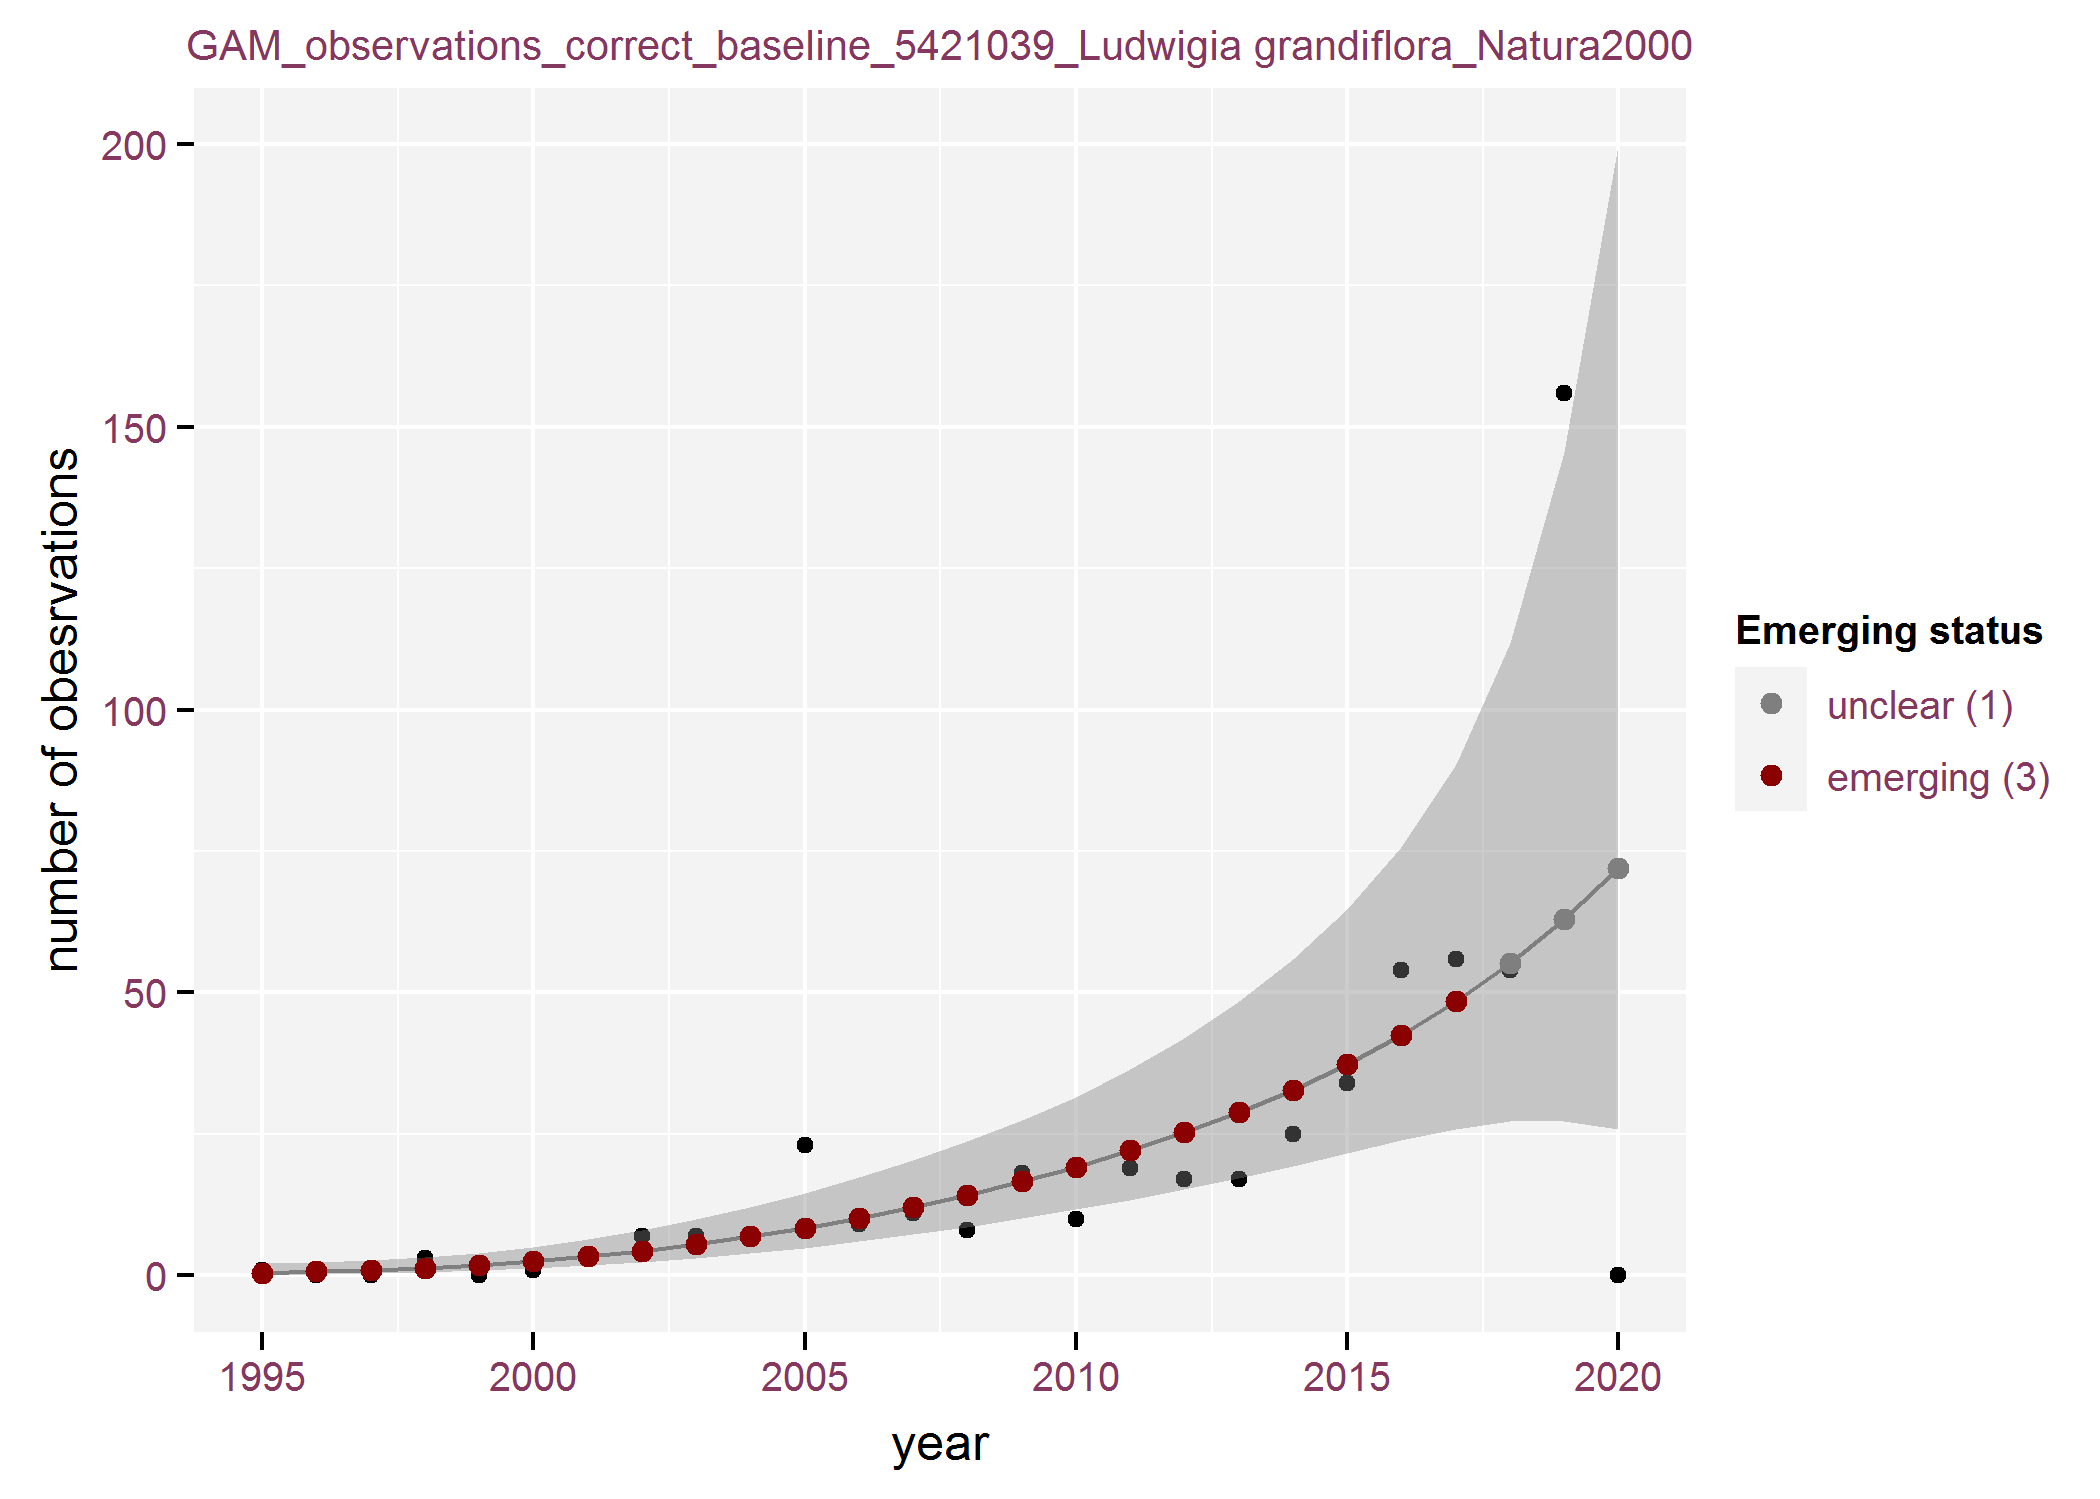 GAM_observations_correct_baseline_5421039_Ludwigia grandiflora_Natura2000
200
150
100
50
0
number of obesrvations
1995 2000 2005 2010 2015 2020
year
Emerging status
unclear (1)
emerging (3)